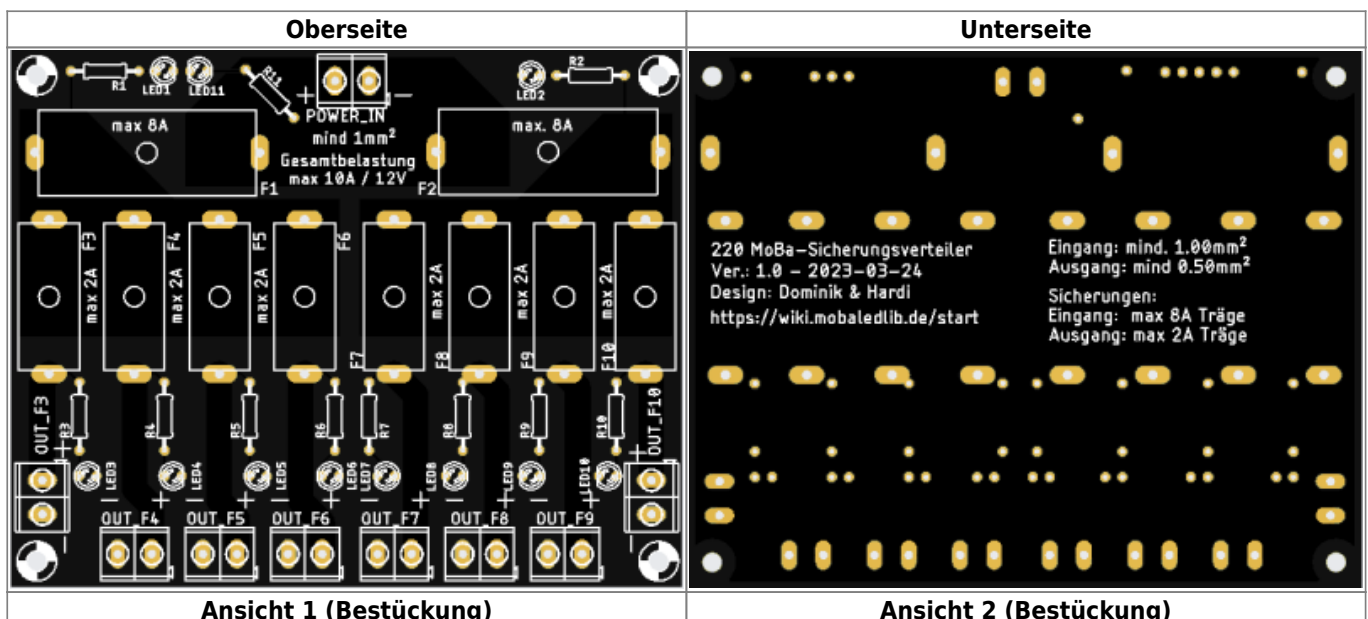 Oberseite
Unterseite
R1
LED1
LED11
R11
+
-
POWER_IN
LED2
R2
max 8A
mind 1mm²
max. 8A
Gesamtbelastung
max 10A / 12V
F1
F2
F3
max 2A
F4
max 2A
F5
max 2A
F6
max 2A
F7
max 2A
F8
max 2A
F9
max 2A
F10
OUT_F3
R3
R4
R5
R6
R7
R8
R9
R10
OUT_F10
+
LED3
LED4
LED5
LED6
LED7
LED8
LED9
LED10
+
- +
- +
- +
- +
- +
- +
OUT_F4
OUT_F5
OUT_F6
OUT_F7
OUT_F8
OUT_F9
-
-
220 MoBa-Sicherungsverteiler
Ver.: 1.0 - 2023-03-24
Design: Dominik & Hardi
https://wiki.mobaledlib.de/start
Eingang: mind. 1.00mm²
Ausgang: mind 0.50mm²
Sicherungen:
Eingang: max 8A Träge
Ausgang: max 2A Träge
Ansicht 1 (Bestückung)
Ansicht 2 (Bestückung)